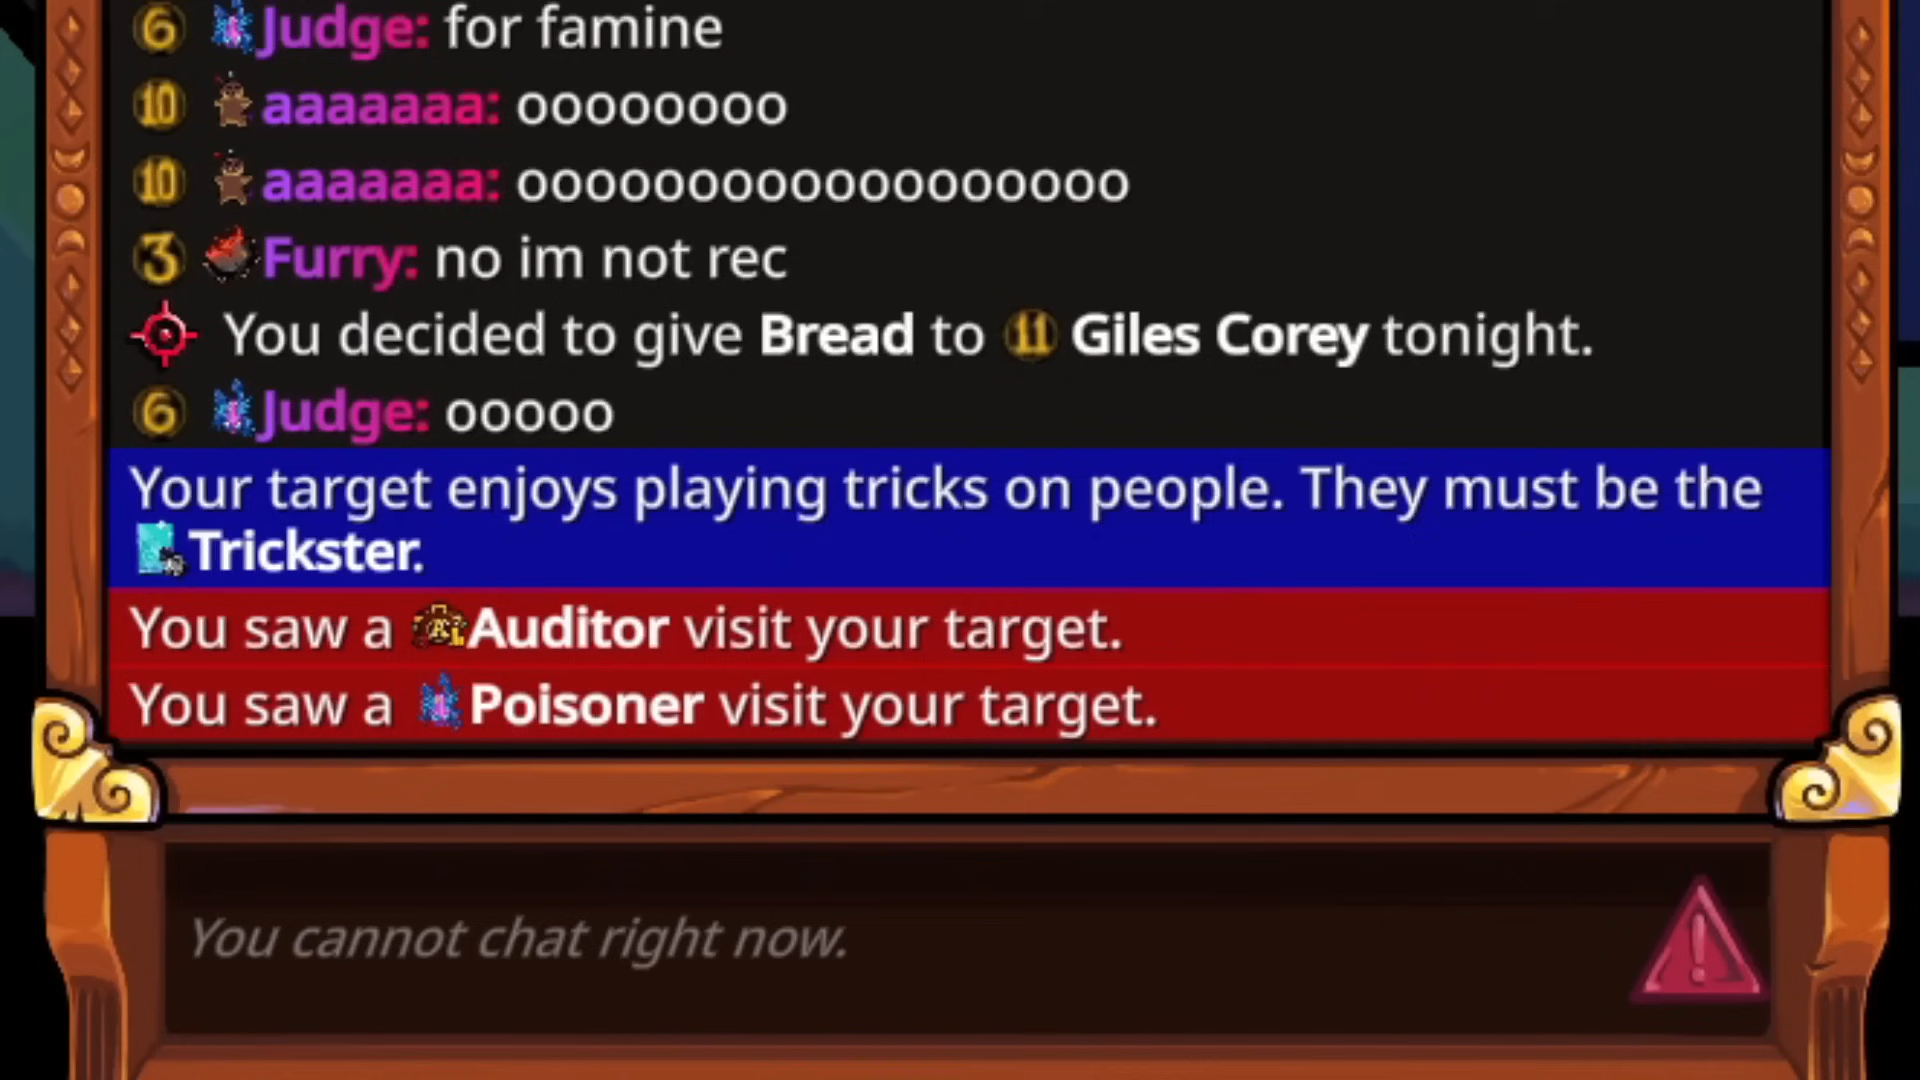 6 Judge: for famine
10 aaaaaaa: oooooooo
10 aaaaaaa: oooooooooooooooooo
3 Furry: no im not rec
You decided to give Bread to 11 Giles Corey tonight.
6 Judge: ooooo
Your target enjoys playing tricks on people. They must be the
Trickster.
You saw a Auditor visit your target.
You saw a Poisoner visit your target.
You cannot chat right now.